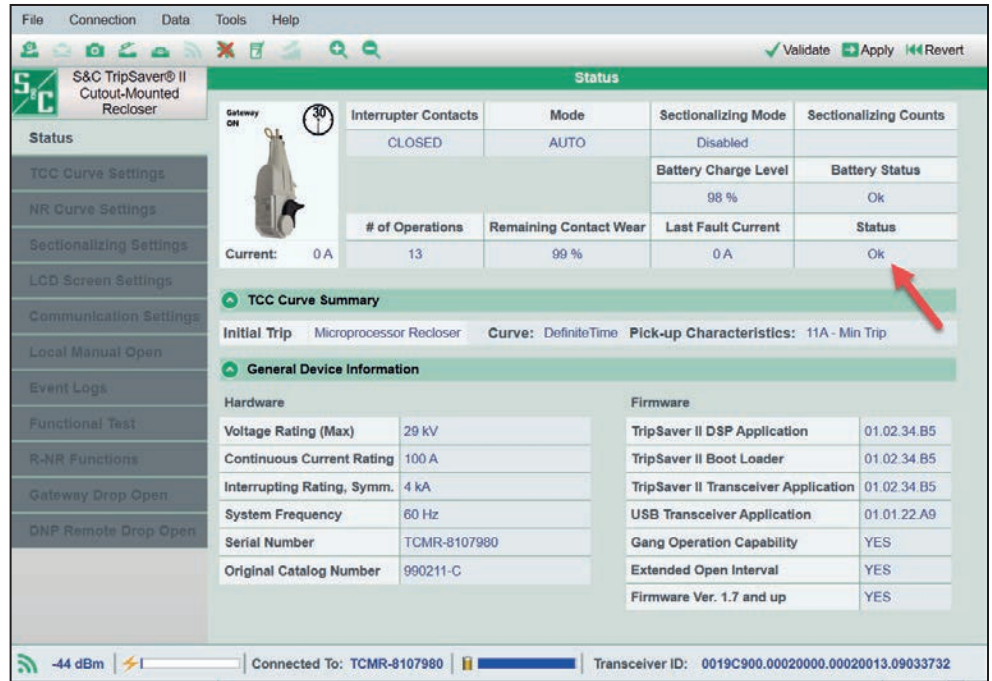 File Connection Data Tools Help
Validate Apply Revert
S&C TripSaver® II
Cutout-Mounted
Recloser
Status
TCC Curve Settings
NR Curve Settings
Sectionalizing Settings
LCD Screen Settings
Communication Settings
Local Manual Open
Event Logs
Functional Test
R-NR Functions
Gateway Drop Open
DNP Remote Drop Open
Status
Gateway
ON
30
Interrupter Contacts Mode Sectionalizing Mode Sectionalizing Counts
CLOSED AUTO Disabled
Battery Charge Level Battery Status
98 % Ok
# of Operations Remaining Contact Wear Last Fault Current Status
Current: 0 A 13 99 % 0 A Ok
TCC Curve Summary
Initial Trip Microprocessor Recloser Curve: DefiniteTime Pick-up Characteristics: 11A - Min Trip
General Device Information
Hardware
Voltage Rating (Max) 29 kV
Continuous Current Rating 100 A
Interrupting Rating, Symm. 4 kA
System Frequency 60 Hz
Serial Number TCMR-8107980
Original Catalog Number 990211-C
Firmware
TripSaver II DSP Application 01.02.34.B5
TripSaver II Boot Loader 01.02.34.B5
TripSaver II Transceiver Application 01.02.34.B5
USB Transceiver Application 01.01.22.A9
Gang Operation Capability YES
Extended Open Interval YES
Firmware Ver. 1.7 and up YES
-44 dBm Connected To: TCMR-8107980 Transceiver ID: 0019C900.00020000.00020013.09033732